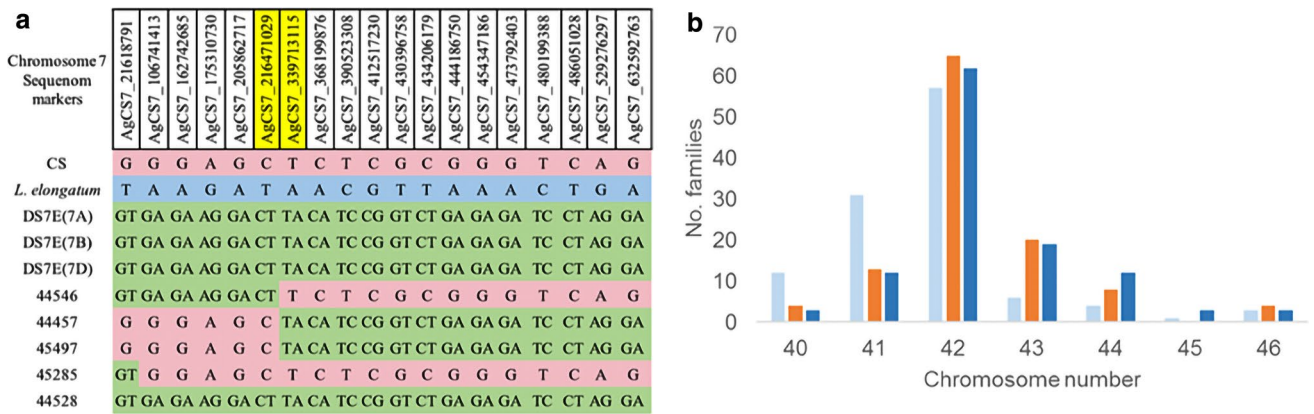 a
Chromosome 7
Sequenom
markers
AgCS7_21618791
AgCS7_106741413
AgCS7_162742685
AgCS7_175310730
AgCS7_205862717
AgCS7_216471029
AgCS7_339713115
AgCS7_368199876
AgCS7_390523308
AgCS7_412517230
AgCS7_430396758
AgCS7_434206179
AgCS7_444186750
AgCS7_454347186
AgCS7_473792403
AgCS7_480199388
AgCS7_486051028
AgCS7_529276297
AgCS7_632592763
CS G G G A G C T C T C G C G G G T C A G
L. elongatum T A A G A T A A C G T T A A A C T G A
DS7E(7A) GT GA GA AG GA CT TA CA TC CG GT CT GA GA GA TC CT AG GA
DS7E(7B) GT GA GA AG GA CT TA CA TC CG GT CT GA GA GA TC CT AG GA
DS7E(7D) GT GA GA AG GA CT TA CA TC CG GT CT GA GA GA TC CT AG GA
44546 GT GA GA AG GA CT T C T C G C G G G T C A G
44457 G G G A G C TA CA TC CG GT CT GA GA GA TC CT AG GA
45497 G G G A G C TA CA TC CG GT CT GA GA GA TC CT AG GA
45285 GT G G A G C T C T C G C G G G T C A G
44528 GT GA GA AG GA CT TA CA TC CG GT CT GA GA GA TC CT AG GA
b
No. families
70
60
50
40
30
20
10
0
40 41 42 43 44 45 46
Chromosome number